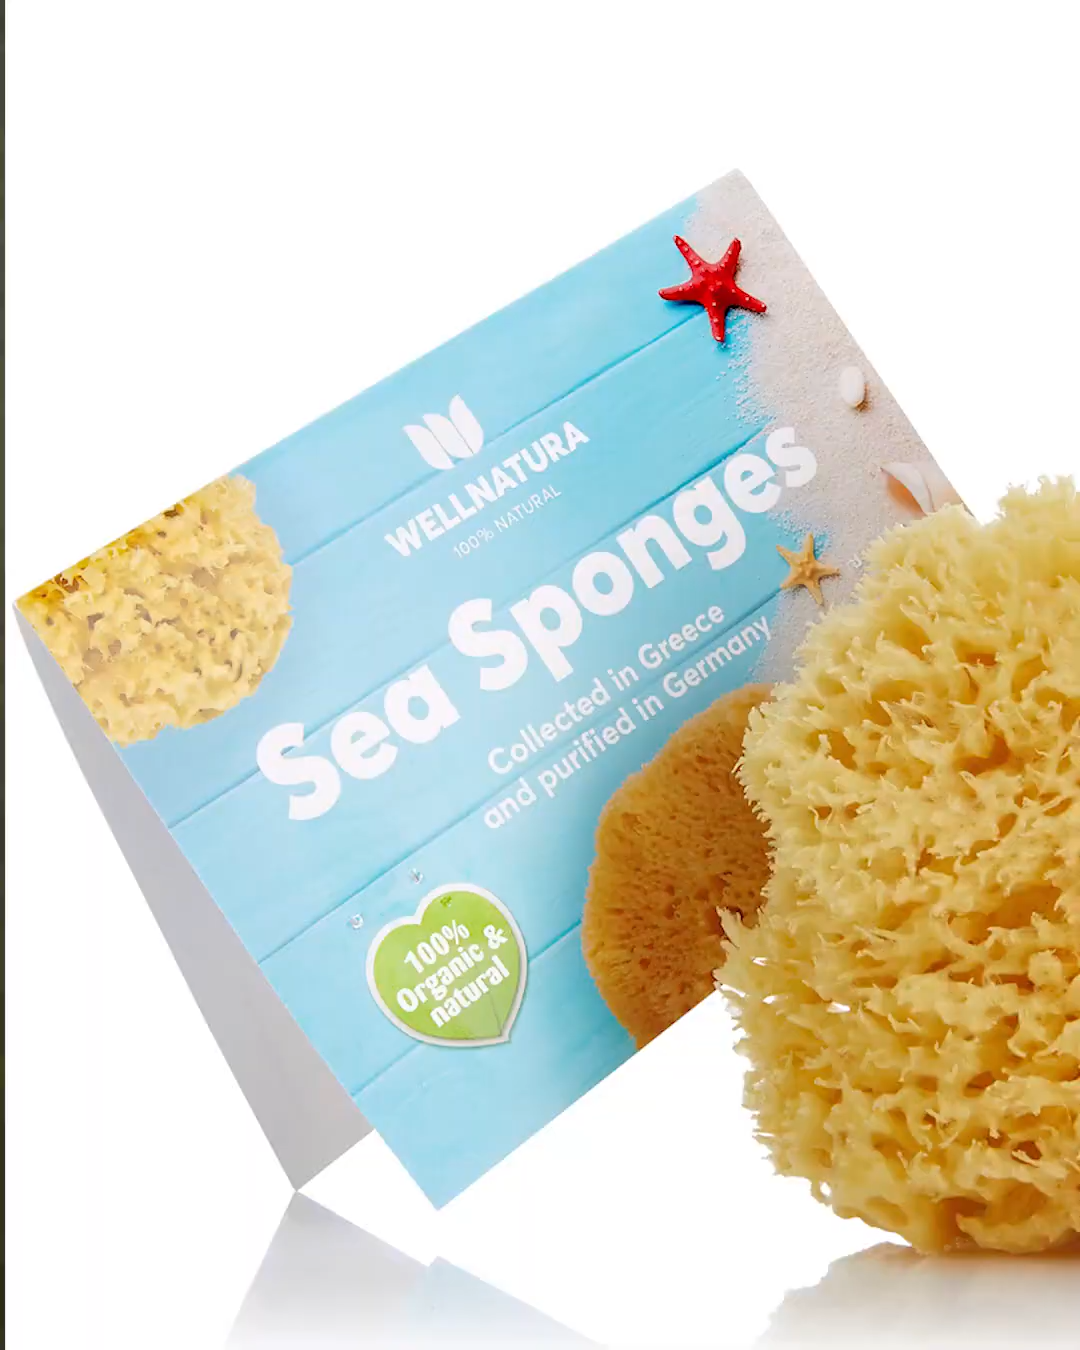 WELLNATURA
100% NATURAL
Sea Sponges
Collected in Greece
and purified in Germany
100%
Organic &
natural